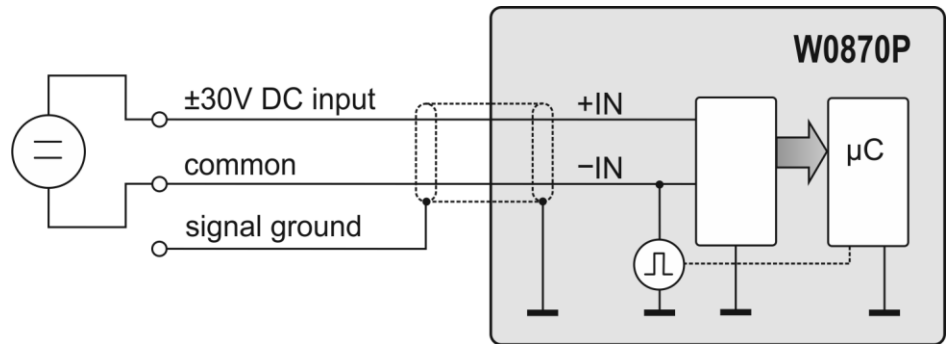 W0870P
±30V DC input
+IN
µC
common
−IN
signal ground